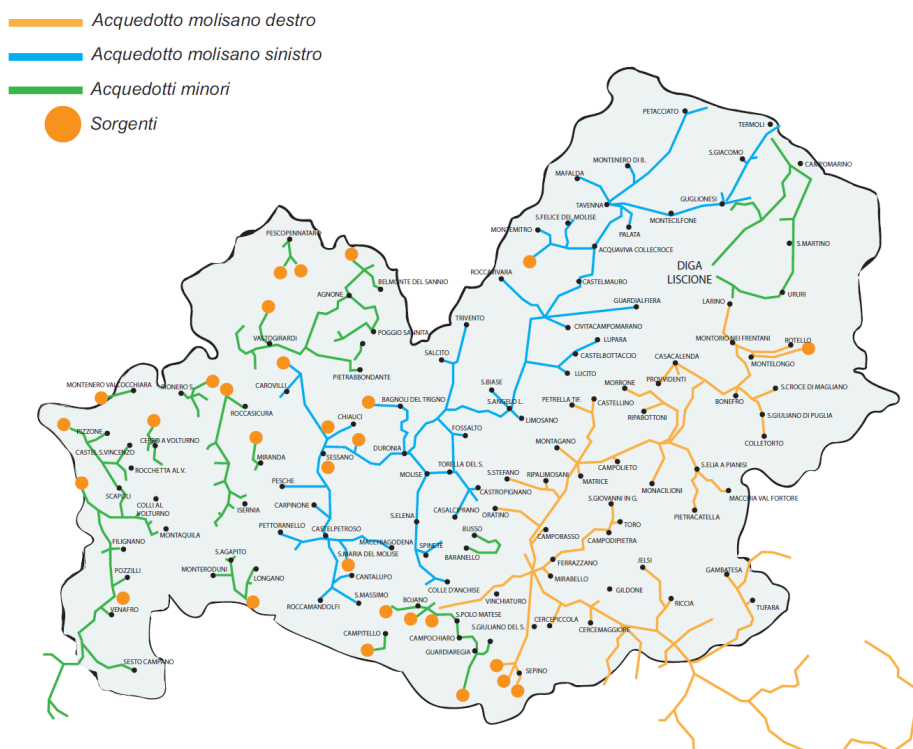 Acquedotto molisano destro
Acquedotto molisano sinistro
Acquedotti minori
Sorgenti
PETACCIATO
TERMOLI
S.GIACOMO
CAMPOMARINO
MONTENERO DI B.
MAFALDA
TAVENNA
GUGLIONESI
S.FELICE DEL MOLISE
MONTECILFONE
MONTEMITRO
PALATA
PESCOPENNATARO
ACQUAVIVA COLLECROCE
S.MARTINO
DIGA
LISCIONE
ROCCAVIVARA
BELMONTE DEL SANNIO
CASTELMAURO
AGNONE
URURI
LARINO
GUARDIALFIERA
TRIVENTO
CIVITACAMPOMARANO
POGGIO SANNITA
VASTOGIRARDI
LUPARA
MONTORIO NEI FRENTANI
ROTELLO
SALCITO
CASTELBOTTACCIO
MONTELONGO
CASACALENDA
PIETRABBONDANTE
LUCITO
MONTENERO VALCOCCHIARA
CAROVILLI
S.BIASE
MORRONE
PROVVIDENTI
S.CROCE DI MAGLIANO
BAGNOLI DEL TRIGNO
S.ANGELO L.
PETRELLA TIF.
CASTELLINO
BONEFRO
ROCCASICURA
CHIAUCI
LIMOSANO
RIPABOTTONI
S.GIULIANO DI PUGLIA
PIZZONE
FOSSALTO
COLLETORTO
CERRO A VOLTURNO
MONTAGANO
CASTEL S.VINCENZO
SESSANO
DURONIA
MIRANDA
ROCCHETTA AL V.
MOLISE
TORELLA DEL S.
S.STEFANO
RIPALIMOSANI
CAMPOLIETO
S.ELIA A PIANISI
PESCHE
MATRICE
MONACILIONI
SCAPOLI
CASTROPIGNANO
MACCHIA VAL FORTORE
COLLI AL
VOLTURNO
ISERNIA
CARPINONE
CASALCIPRANO
ORATINO
S.GIOVANNI IN G.
PIETRACATELLA
S.ELENA
PETTORANELLO
CASTELPETROSO
BUSSO
TORO
MONTAQUILA
CAMPOBASSO
CAMPODIPIETRA
FILIGNANO
MACCHIAGODENA
SPINETE
BARANELLO
S.AGAPITO
S.MARIA DEL MOLISE
FERRAZZANO
JELSI
GAMBATESA
POZZILLI
MONTERODUNI
LONGANO
CANTALUPO
COLLE D'ANCHISE
MIRABELLO
GILDONE
VENAFRO
ROCCAMANDOLFI
S.MASSIMO
BOJANO
VINCHIATURO
RICCIA
TUFARA
S.POLO MATESE
CAMPITELLO
CAMPOCHIARO
S.GIULIANO DEL S.
CERCEPICCOLA
CERCEMAGGIORE
GUARDIAREGIA
SESTO CAMPANO
SEPINO